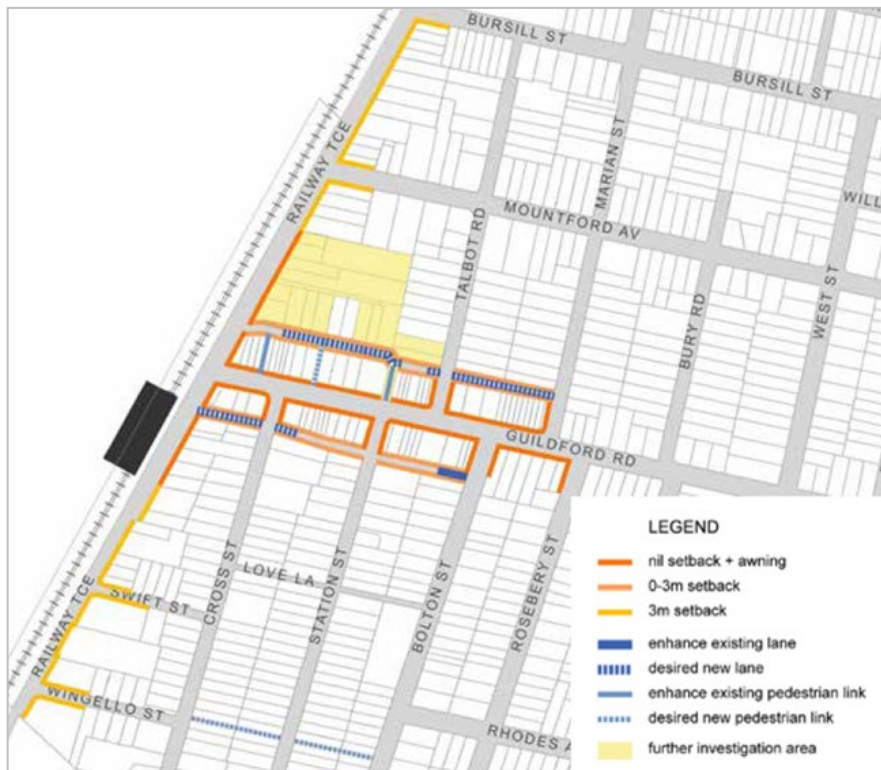 BURSILL ST
BURSILL ST
RAILWAY TCE
MARIAN ST
MOUNTFORD AV
TALBOT RD
WEST ST
BURY RD
GUILDFORD RD
LEGEND
nil setback + awning
0-3m setback
3m setback
enhance existing lane
desired new lane
enhance existing pedestrian link
desired new pedestrian link
further investigation area
CROSS ST
LOVE LA
STATION ST
BOLTON ST
ROSEBERY ST
RAILWAY TCE
SWIFT ST
WINGELLO ST
RHODES A